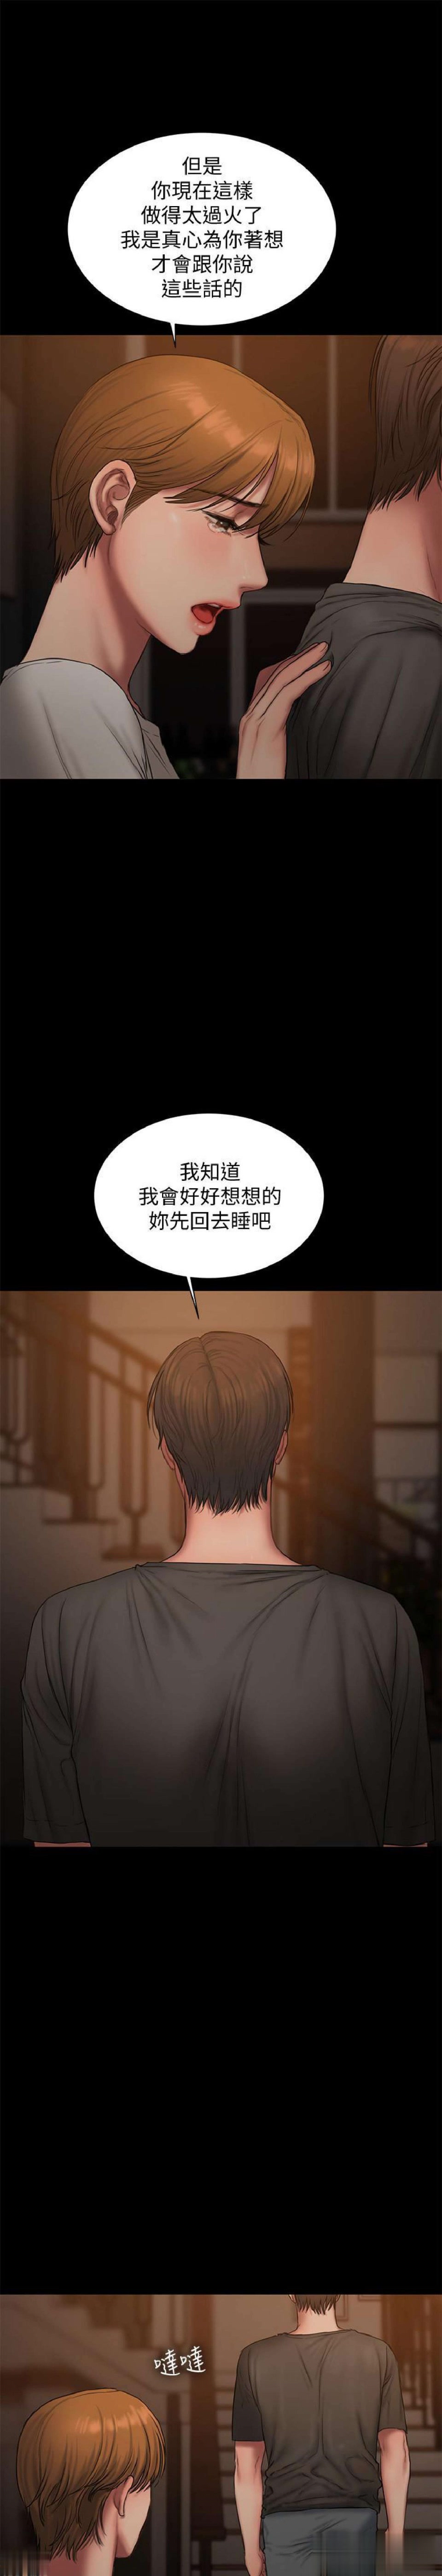 但是
你現在這樣
做得太過火了
我是真心為你著想
才會跟你說
這些話的
我知道
我會好好想想的
妳先回去睡吧
噠噠